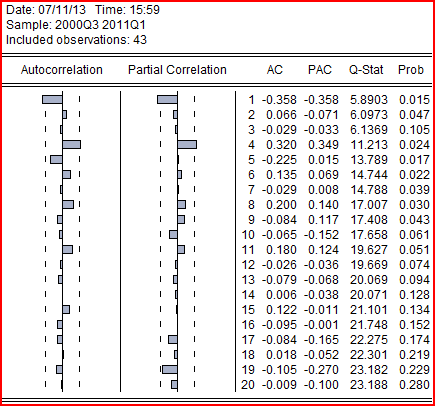 Date: 07/11/13 Time: 15:59
Sample: 2000Q3 2011Q1
Included observations: 43
Autocorrelation Partial Correlation AC PAC Q-Stat Prob
1 -0.358 -0.358 5.8903 0.015
2 0.066 -0.071 6.0973 0.047
3 -0.029 -0.033 6.1369 0.105
4 0.320 0.349 11.213 0.024
5 -0.225 0.015 13.789 0.017
6 0.135 0.069 14.744 0.022
7 -0.029 0.008 14.788 0.039
8 0.200 0.140 17.007 0.030
9 -0.084 0.117 17.408 0.043
10 -0.065 -0.152 17.658 0.061
11 0.180 0.124 19.627 0.051
12 -0.026 -0.036 19.669 0.074
13 -0.079 -0.068 20.069 0.094
14 0.006 -0.038 20.071 0.128
15 0.122 -0.011 21.101 0.134
16 -0.095 -0.001 21.748 0.152
17 -0.084 -0.165 22.275 0.174
18 0.018 -0.052 22.301 0.219
19 -0.105 -0.270 23.182 0.229
20 -0.009 -0.100 23.188 0.280